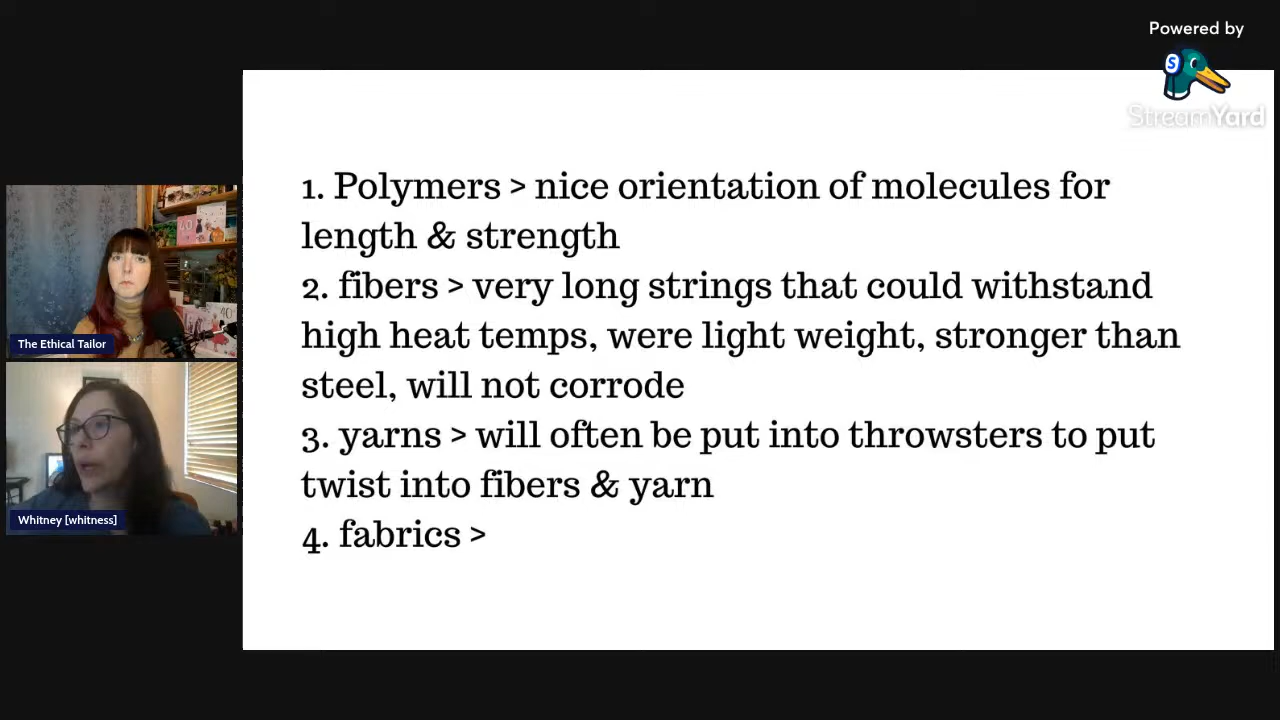 Powered by
StreamYard
1. Polymers > nice orientation of molecules for
length & strength
2. fibers > very long strings that could withstand
high heat temps, were light weight, stronger than
steel, will not corrode
3. yarns > will often be put into throwsters to put
twist into fibers & yarn
4. fabrics >
The Ethical Tailor
Whitney [whitness]